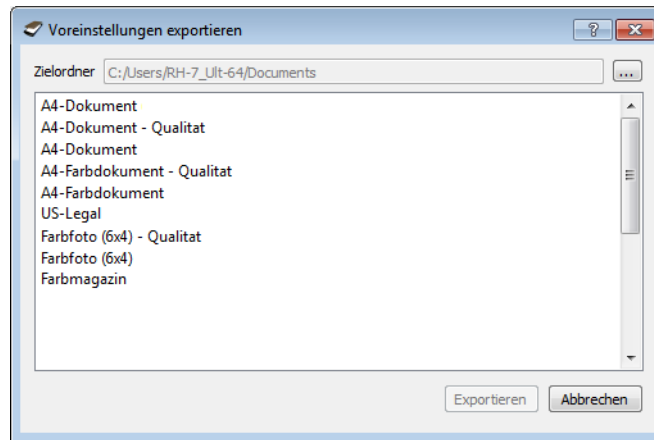 Voreinstellungen exportieren
Zielordner C:/Users/RH-7_Ult-64/Documents ...
A4-Dokument
A4-Dokument - Qualitat
A4-Dokument
A4-Farbdokument - Qualitat
A4-Farbdokument
US-Legal
Farbfoto (6x4) - Qualitat
Farbfoto (6x4)
Farbmagazin
Exportieren Abbrechen